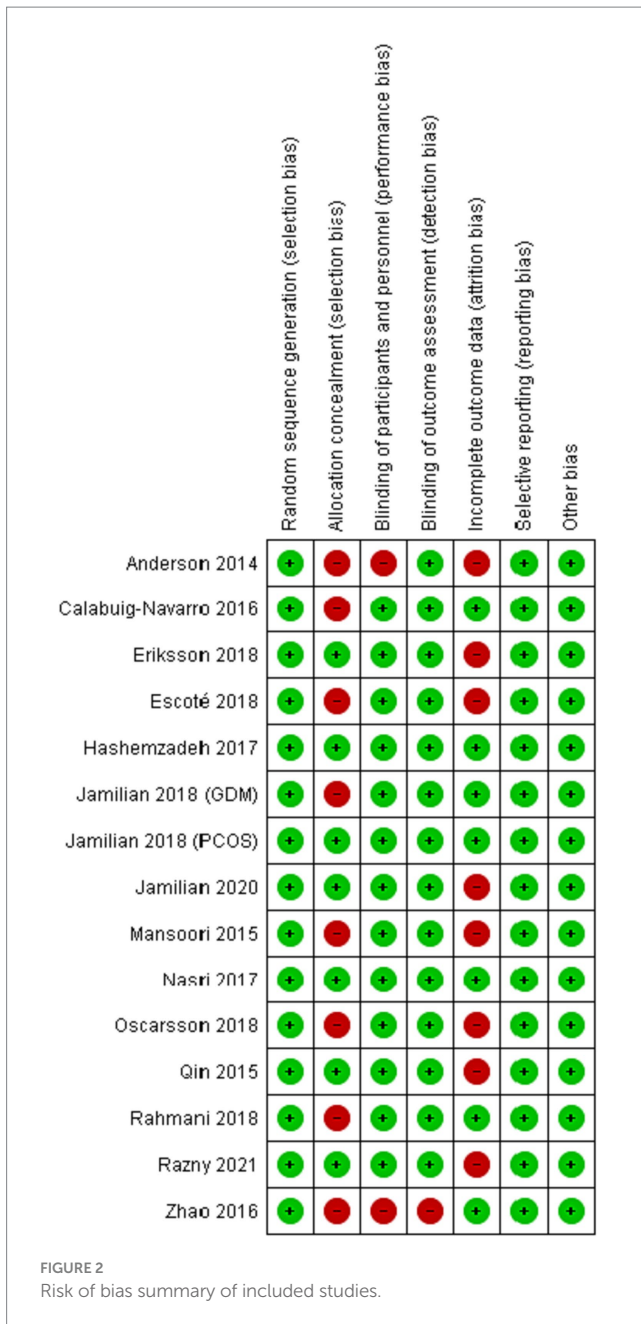 Random sequence generation (selection bias)
Allocation concealment (selection bias)
Blinding of participants and personnel (performance bias)
Blinding of outcome assessment (detection bias)
Incomplete outcome data (attrition bias)
Selective reporting (reporting bias)
Other bias
Anderson 2014 + - - + - + +
Calabuig-Navarro 2016 + - + + + + +
Eriksson 2018 + + + + - + +
Escoté 2018 + - + + - + +
Hashemzadeh 2017 + + + + + + +
Jamilian 2018 (GDM) + - + + + + +
Jamilian 2018 (PCOS) + + + + + + +
Jamilian 2020 + + + + - + +
Mansoori 2015 + - + + - + +
Nasri 2017 + + + + + + +
Oscarsson 2018 + - + + - + +
Qin 2015 + + + + - + +
Rahmani 2018 + - + + + + +
Razny 2021 + + + + - + +
Zhao 2016 + - - - + + +
FIGURE 2
Risk of bias summary of included studies.